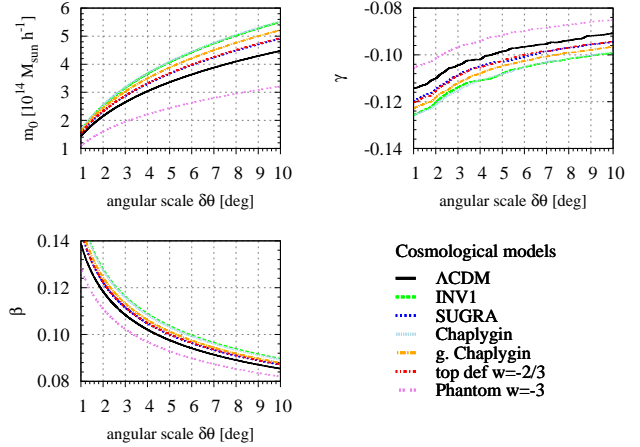 6
5
4
3
2
1
m₀ [10¹⁴ M_sun h⁻¹]
1 2 3 4 5 6 7 8 9 10
angular scale δθ [deg]
-0.08
-0.10
-0.12
-0.14
γ
1 2 3 4 5 6 7 8 9 10
angular scale δθ [deg]
0.14
0.12
0.10
0.08
β
1 2 3 4 5 6 7 8 9 10
angular scale δθ [deg]
Cosmological models
ΛCDM
INV1
SUGRA
Chaplygin
g. Chaplygin
top def w=-2/3
Phantom w=-3